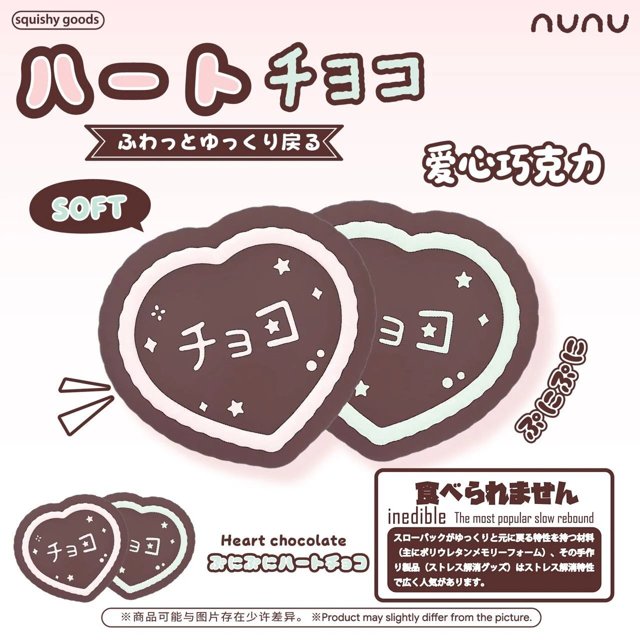 squishy goods
nunu
ハートチョコ
ふわっとゆっくり戻る
爱心巧克力
SOFT
チョコ
チョコ
ぷにぷに
食べられません
inedible The most popular slow rebound
スローバックがゆっくりと元に戻る特性を持つ材料
(主にポリウレタンメモリーフォーム)、その手作
り製品(ストレス解消グッズ)はストレス解消特性
で広く人気があります。
チョコ
チョコ
Heart chocolate
ぷにぷにハートチョコ
※商品可能与图片存在少许差异。※Product may slightly differ from the picture.